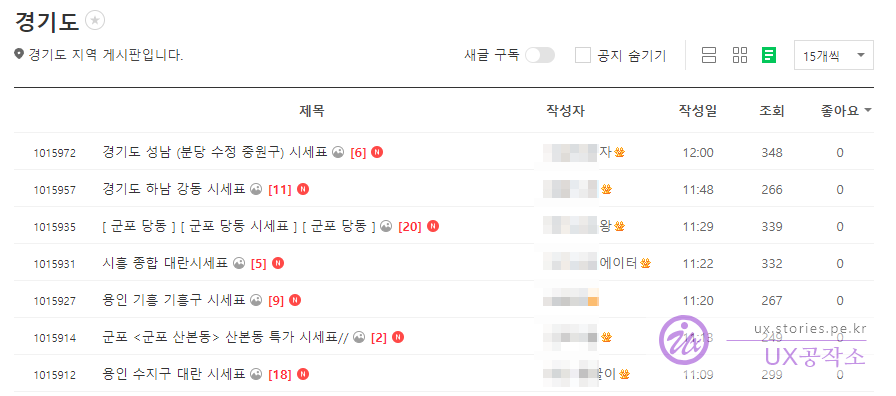 경기도
경기도 지역 게시판입니다. 새글 구독 공지 숨기기 15개씩
제목 작성자 작성일 조회 좋아요
1015972 경기도 성남 (분당 수정 중원구) 시세표 [6] N 자 12:00 348 0
1015957 경기도 하남 강동 시세표 [11] N 11:48 266 0
1015935 [ 군포 당동 ] [ 군포 당동 시세표 ] [ 군포 당동 ] [20] N 왕 11:29 339 0
1015931 시흥 종합 대란시세표 [5] N 에이터 11:22 332 0
1015927 용인 기흥 기흥구 시세표 [9] N 11:20 267 0
1015914 군포 <군포 산본동> 산본동 특가 시세표// [2] N 11:18 249 0
ux.stories.pe.kr
UX공작소
1015912 용인 수지구 대란 시세표 [18] N 이 11:09 299 0